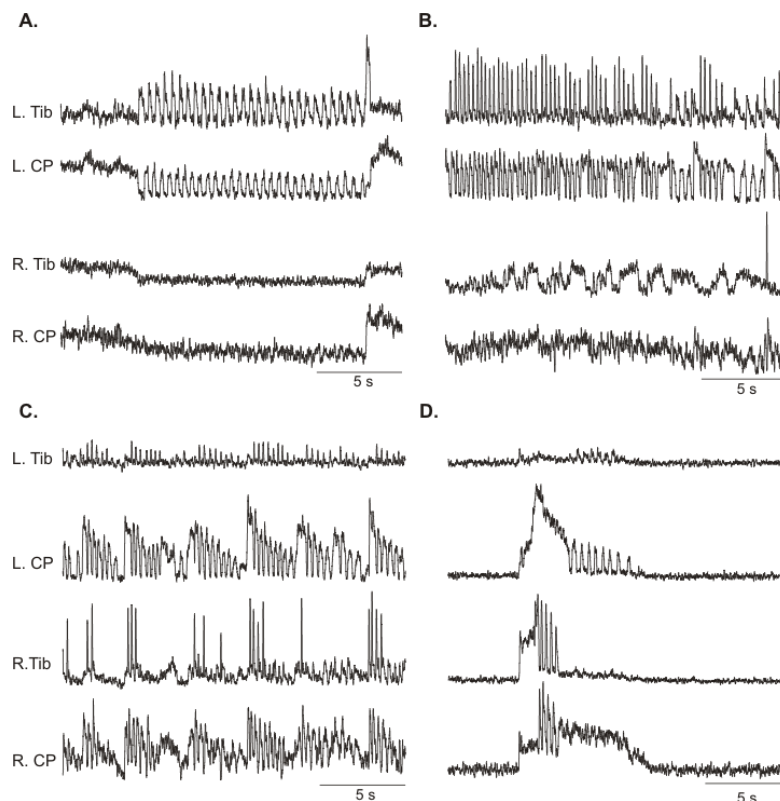 A.
B.
L. Tib
L. CP
R. Tib
R. CP
5 s
5 s
C.
D.
L. Tib
L. CP
R.Tib
R. CP
5 s
5 s